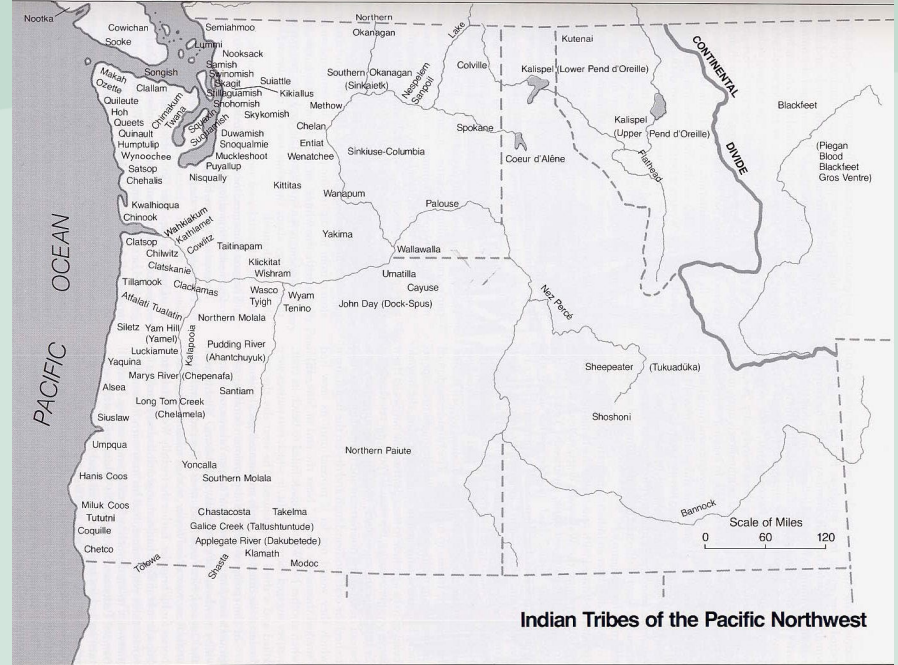 Nootka
Cowichan
Sooke
Semiahmoo
Lummi
Nooksack
Samish
Swinomish
Skagit
Suiattle
Stillaguamish
Kikiallus
Snohomish
Skykomish
Songish
Makah
Ozette
Clallam
Chimakum
Twana
Squaxin
Suquamish
Quileute
Hoh
Queets
Quinault
Humptulip
Wynoochee
Satsop
Chehalis
Duwamish
Snoqualmie
Muckleshoot
Puyallup
Nisqually
Kwalhioqua
Chinook
Wahkiakum
Kathlamet
Cowlitz
Taitinapam
Northern
Okanagan
Lake
Southern Okanagan
(Sinkaietk)
Nespelem
Sanpoil
Colville
Methow
Chelan
Entiat
Wenatchee
Sinkiuse-Columbia
Spokane
Kittitas
Wanapum
Yakima
Palouse
Wallawalla
Klickitat
Wishram
Kutenai
Kalispel (Lower Pend d'Oreille)
Kalispel
(Upper Pend d'Oreille)
Flathead
Coeur d'Alêne
CONTINENTAL
DIVIDE
Blackfeet
(Piegan
Blood
Blackfeet
Gros Ventre)
PACIFIC OCEAN
Clatsop
Chilwitz
Clatskanie
Tillamook
Clackamas
Atfalati Tualatin
Wasco
Tyigh
Wyam
Tenino
Umatilla
Cayuse
John Day (Dock-Spus)
Nez Percé
Northern Molala
Siletz
Yam Hill
(Yamel)
Luckiamute
Kalapooia
Pudding River
(Ahantchuyuk)
Yaquina
Marys River (Chepenafa)
Alsea
Santiam
Long Tom Creek
(Chelamela)
Siuslaw
Umpqua
Yoncalla
Southern Molala
Hanis Coos
Miluk Coos
Tututni
Coquille
Chetco
Chastacosta
Takelma
Galice Creek (Taltushtuntude)
Applegate River (Dakubetede)
Klamath
Tolowa
Shasta
Modoc
Northern Paiute
Sheepeater (Tukuadüka)
Shoshoni
Bannock
Scale of Miles
0 60 120
Indian Tribes of the Pacific Northwest